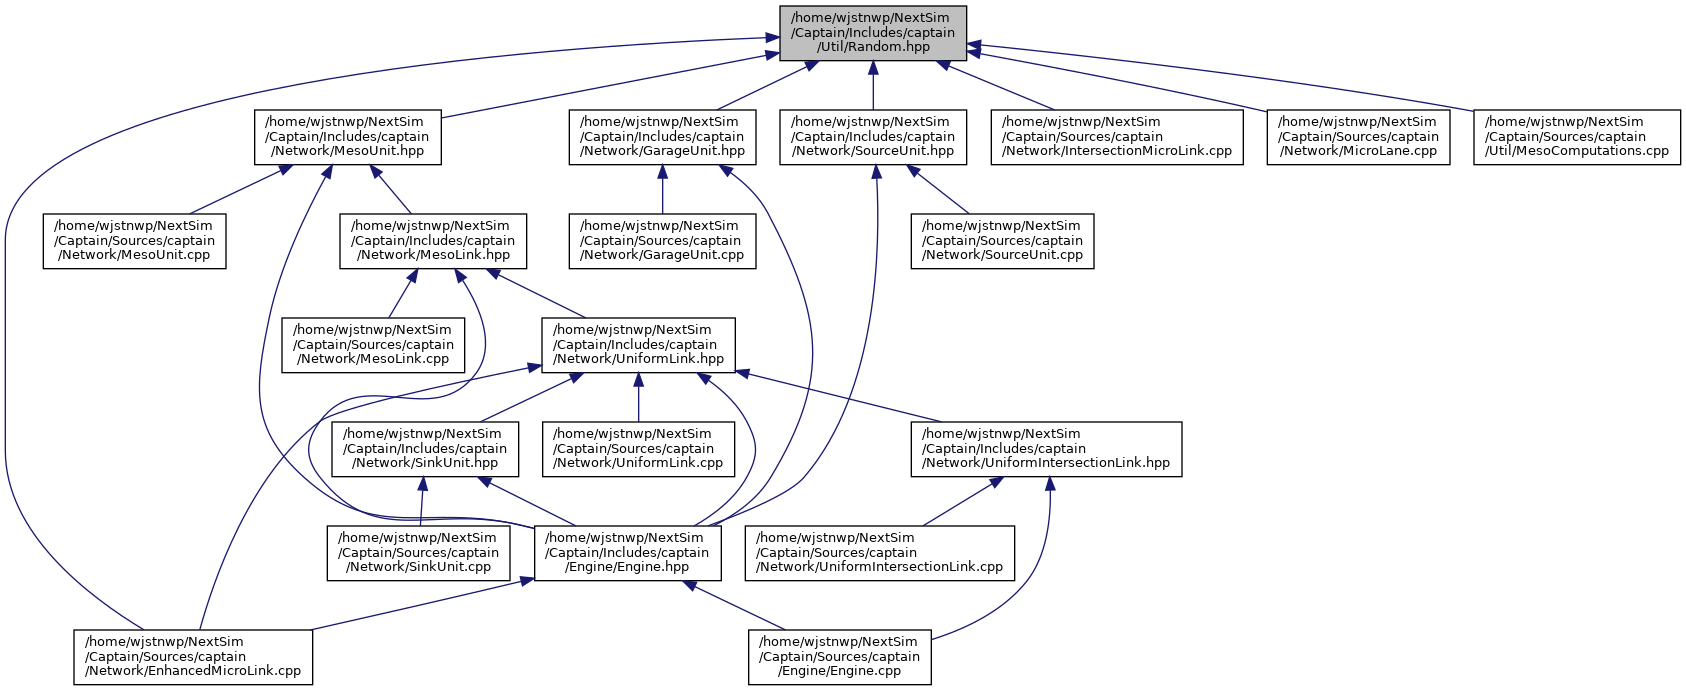 /home/wjstnwp/NextSim
/Captain/Includes/captain
/Util/Random.hpp
/home/wjstnwp/NextSim
/Captain/Includes/captain
/Network/MesoUnit.hpp
/home/wjstnwp/NextSim
/Captain/Includes/captain
/Network/GarageUnit.hpp
/home/wjstnwp/NextSim
/Captain/Includes/captain
/Network/SourceUnit.hpp
/home/wjstnwp/NextSim
/Captain/Sources/captain
/Network/IntersectionMicroLink.cpp
/home/wjstnwp/NextSim
/Captain/Sources/captain
/Network/MicroLane.cpp
/home/wjstnwp/NextSim
/Captain/Sources/captain
/Util/MesoComputations.cpp
/home/wjstnwp/NextSim
/Captain/Sources/captain
/Network/MesoUnit.cpp
/home/wjstnwp/NextSim
/Captain/Includes/captain
/Network/MesoLink.hpp
/home/wjstnwp/NextSim
/Captain/Sources/captain
/Network/GarageUnit.cpp
/home/wjstnwp/NextSim
/Captain/Sources/captain
/Network/SourceUnit.cpp
/home/wjstnwp/NextSim
/Captain/Sources/captain
/Network/MesoLink.cpp
/home/wjstnwp/NextSim
/Captain/Includes/captain
/Network/UniformLink.hpp
/home/wjstnwp/NextSim
/Captain/Includes/captain
/Network/SinkUnit.hpp
/home/wjstnwp/NextSim
/Captain/Sources/captain
/Network/UniformLink.cpp
/home/wjstnwp/NextSim
/Captain/Includes/captain
/Network/UniformIntersectionLink.hpp
/home/wjstnwp/NextSim
/Captain/Sources/captain
/Network/SinkUnit.cpp
/home/wjstnwp/NextSim
/Captain/Includes/captain
/Engine/Engine.hpp
/home/wjstnwp/NextSim
/Captain/Sources/captain
/Network/UniformIntersectionLink.cpp
/home/wjstnwp/NextSim
/Captain/Sources/captain
/Network/EnhancedMicroLink.cpp
/home/wjstnwp/NextSim
/Captain/Sources/captain
/Engine/Engine.cpp